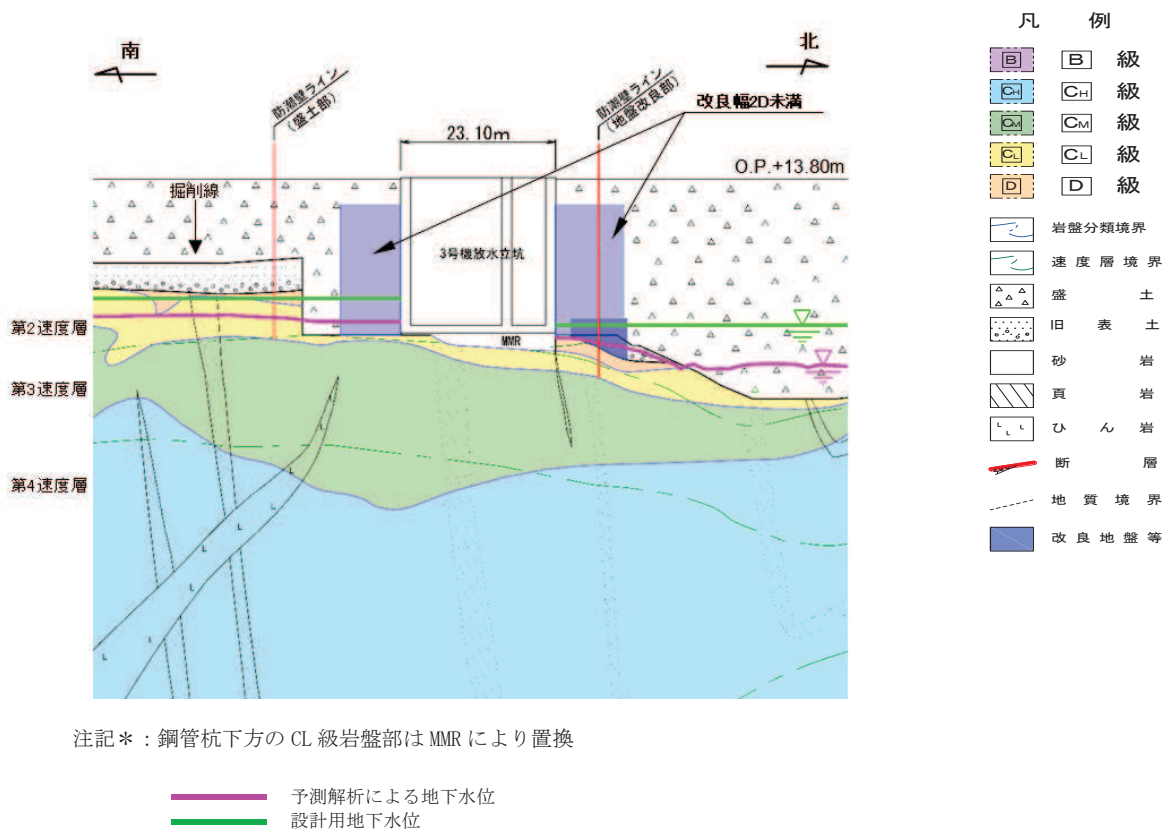 南
北
防潮壁ライン
(盛土部)
防潮壁ライン
(地盤改良部)
改良幅2D未満
23.10m
O.P.+13.80m
掘削線
3号機放水立坑
MMR
第2速度層
第3速度層
第4速度層
L
L
L
L
L
L
L
注記*:鋼管杭下方の CL 級岩盤部は MMR により置換
予測解析による地下水位
設計用地下水位
凡 例
B B 級
CH CH 級
CM CM 級
CL CL 級
D D 級
岩盤分類境界
速度層境界
盛土
旧表土
砂岩
頁岩
L L L ひん岩
断層
地質境界
改良地盤等